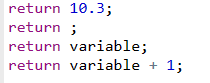 return 10.3;
return ;
return variable;
return variable + 1;